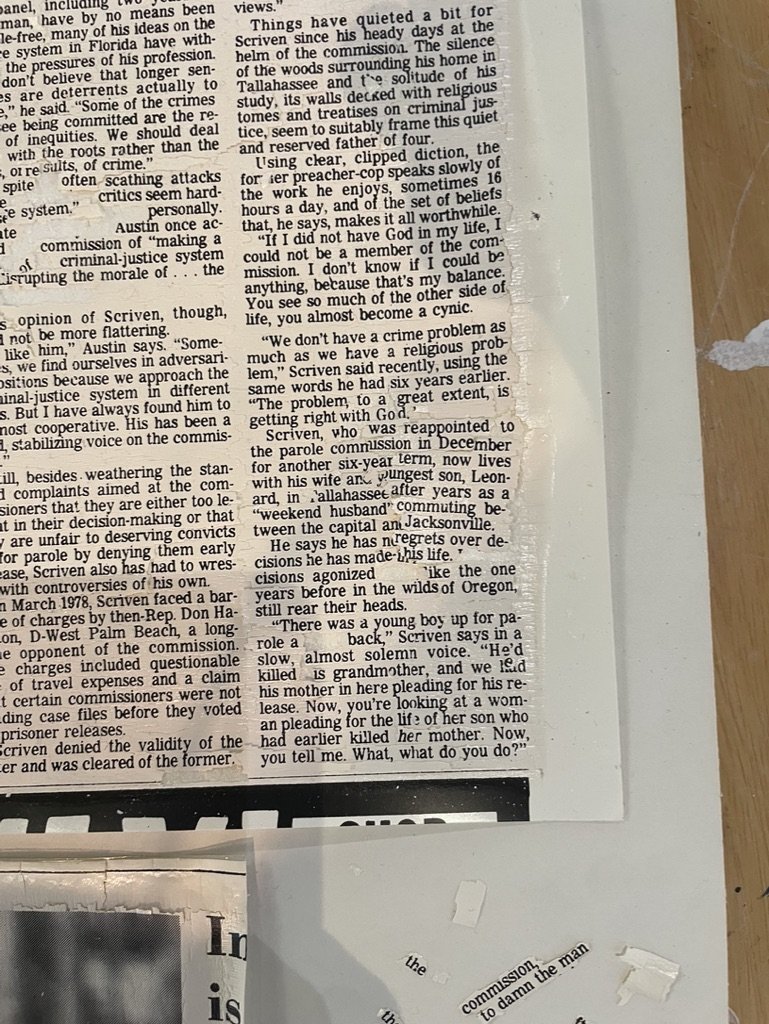 panel, including
man, have by no means been
le-free, many of his ideas on the
e system in Florida have with-
the pressures of his profession.
don't believe that longer sen-
es are deterrents actually to
e," he said. "Some of the crimes
ee being committed are the re-
of inequities. We should deal
with the roots rather than the
, or results, of crime."
spite often scathing attacks
critics seem hard-
ce system." personally.
ate Austin once ac-
d commission of "making a
of criminal-justice system
disrupting the morale of . . . the
s opinion of Scriven, though,
d not be more flattering.
like him," Austin says. "Some-
s, we find ourselves in adversari-
ositions because we approach the
minal-justice system in different
s. But I have always found him to
most cooperative. His has been a
d, stabilizing voice on the commis-
"
ill, besides weathering the stan-
d complaints aimed at the com-
sioners that they are either too le-
nt in their decision-making or that
y are unfair to deserving convicts
for parole by denying them early
ease, Scriven also has had to wres-
with controversies of his own.
n March 1978, Scriven faced a bar-
e of charges by then-Rep. Don Ha-
on, D-West Palm Beach, a long-
e opponent of the commission.
e charges included questionable
of travel expenses and a claim
t certain commissioners were not
ding case files before they voted
prisoner releases.
Scriven denied the validity of the
ter and was cleared of the former.
views."
Things have quieted a bit for
Scriven since his heady days at the
helm of the commission. The silence
of the woods surrounding his home in
Tallahassee and the solitude of his
study, its walls decked with religious
tomes and treatises on criminal jus-
tice, seem to suitably frame this quiet
and reserved father of four.
Using clear, clipped diction, the
former preacher-cop speaks slowly of
the work he enjoys, sometimes 16
hours a day, and of the set of beliefs
that, he says, makes it all worthwhile.
"If I did not have God in my life, I
could not be a member of the com-
mission. I don't know if I could be
anything, because that's my balance.
You see so much of the other side of
life, you almost become a cynic.
"We don't have a crime problem as
much as we have a religious prob-
lem," Scriven said recently, using the
same words he had six years earlier.
"The problem, to a great extent, is
getting right with God."
Scriven, who was reappointed to
the parole commission in December
for another six-year term, now lives
with his wife and youngest son, Leon-
ard, in Tallahassee after years as a
"weekend husband" commuting be-
tween the capital and Jacksonville.
He says he has no regrets over de-
cisions he has made in this life.
cisions agonized like the one
years before in the wilds of Oregon,
still rear their heads.
"There was a young boy up for pa-
role a back," Scriven says in a
slow, almost solemn voice. "He'd
killed is grandmother, and we had
his mother in here pleading for his re-
lease. Now, you're looking at a wom-
an pleading for the life of her son who
had earlier killed her mother. Now,
you tell me. What, what do you do?"
In
is
the
commission,
to damn the man
th